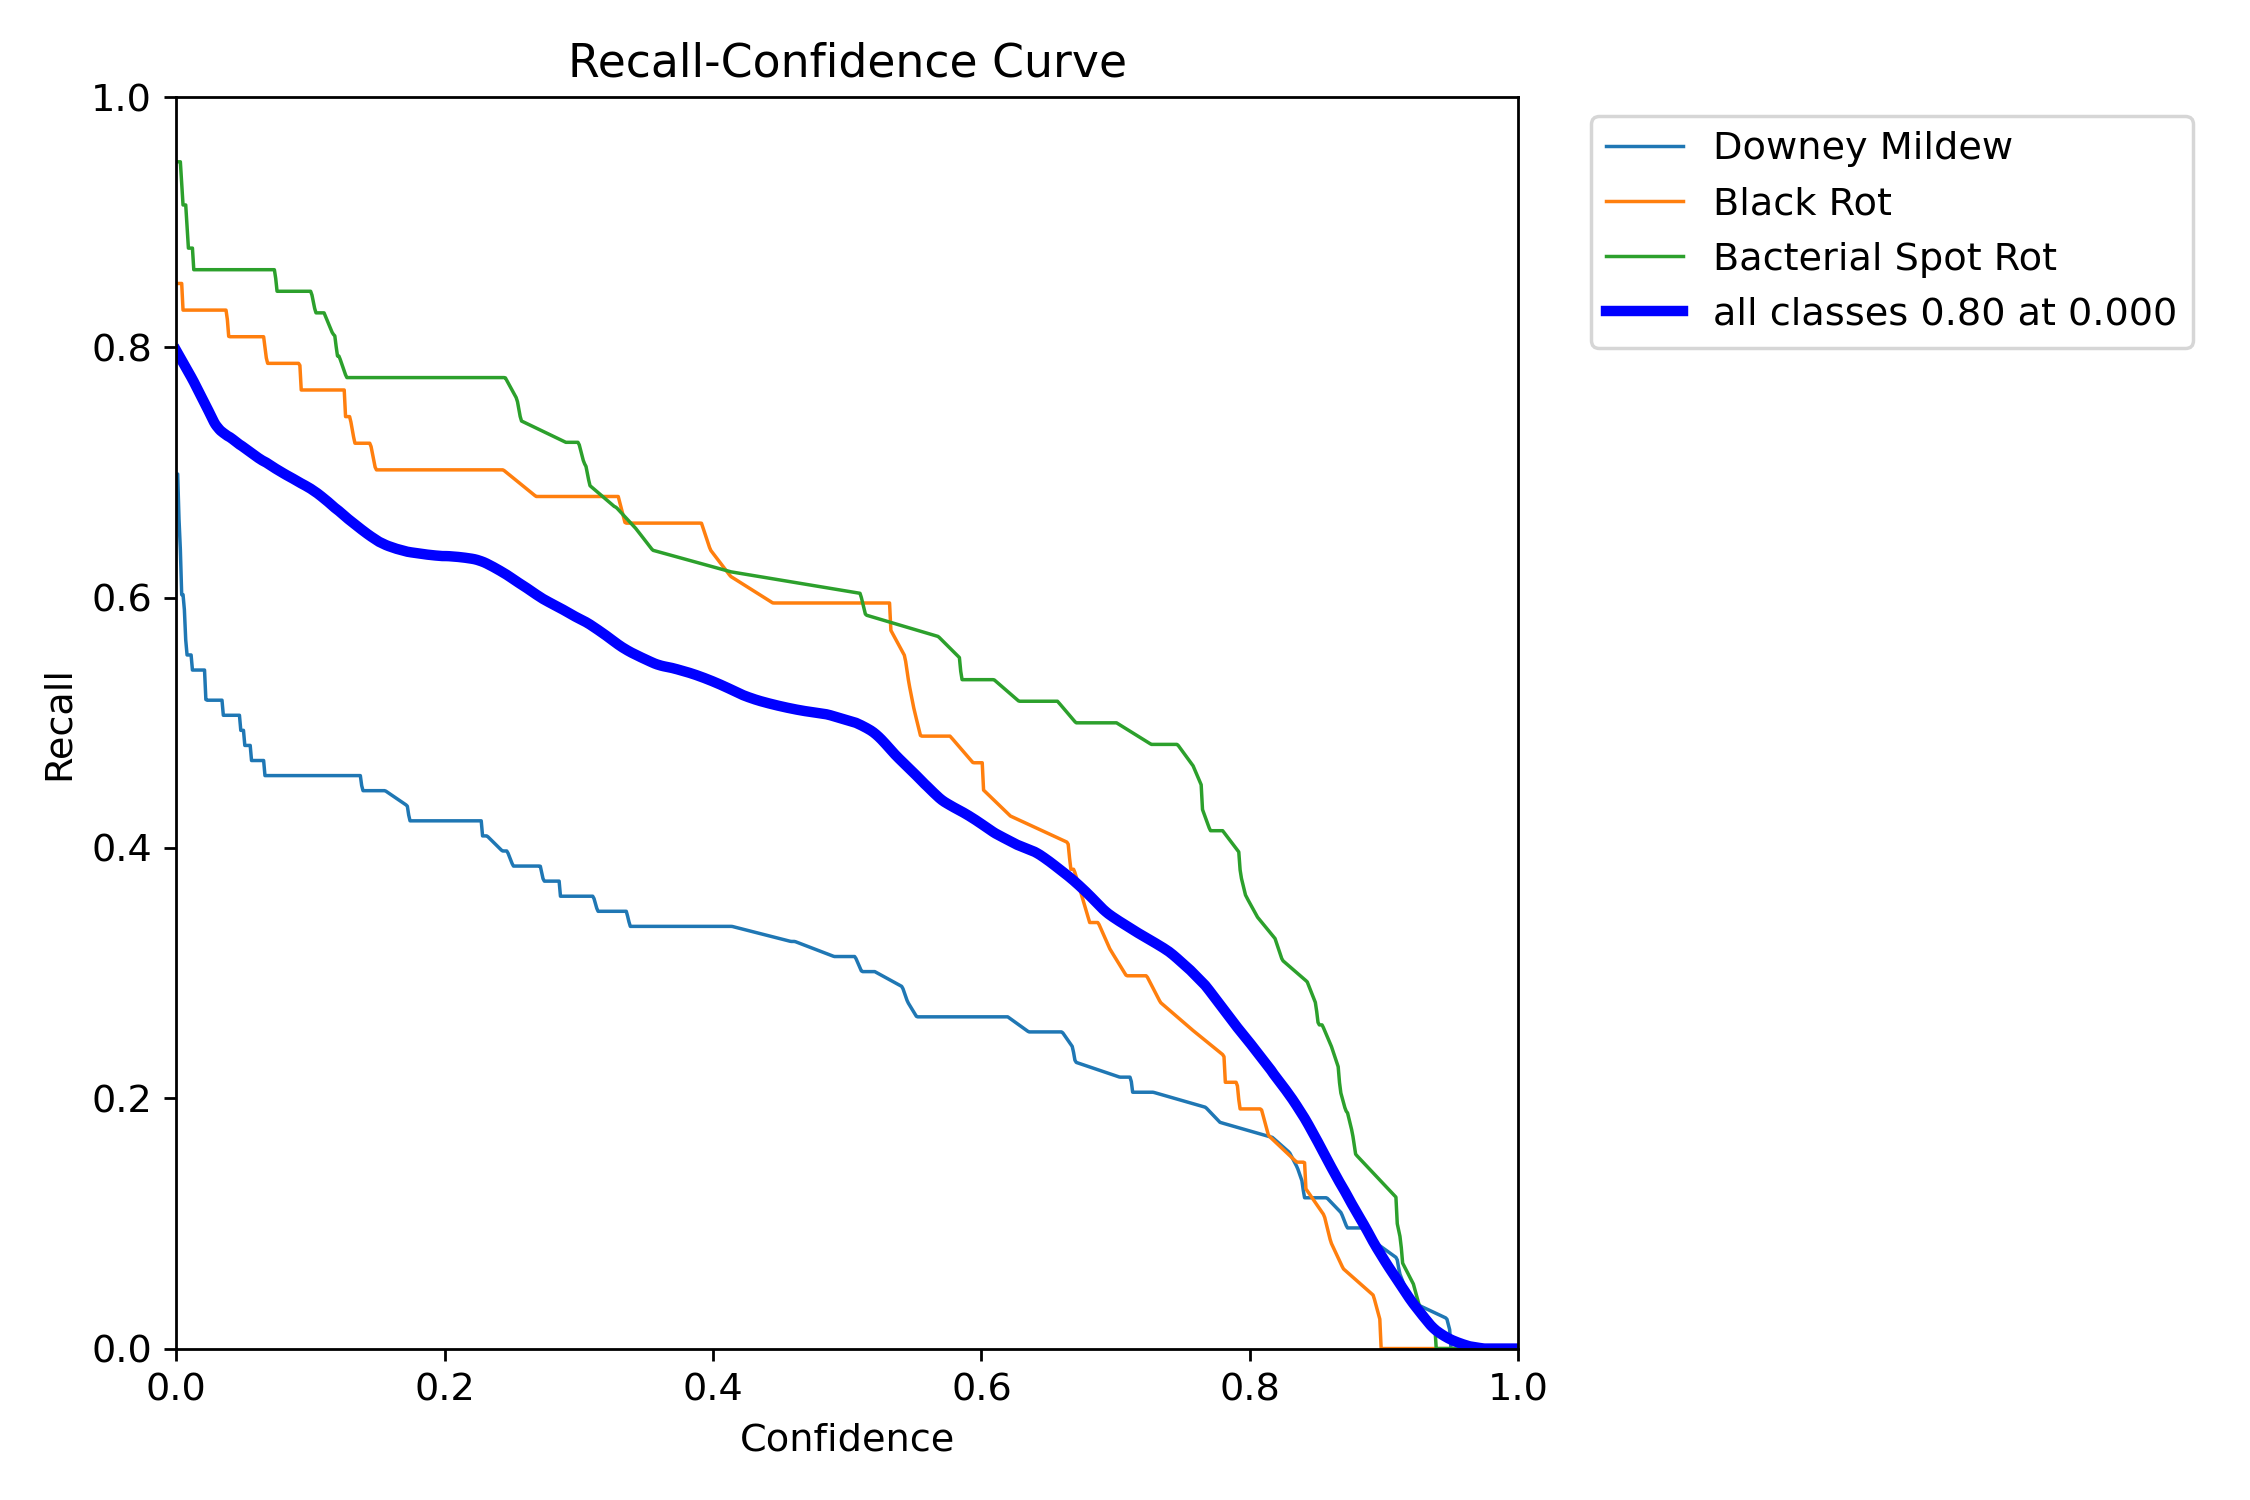 Recall-Confidence Curve
1.0
0.8
0.6
0.4
0.2
0.0
Recall
0.0 0.2 0.4 0.6 0.8 1.0
Confidence
Downey Mildew
Black Rot
Bacterial Spot Rot
all classes 0.80 at 0.000